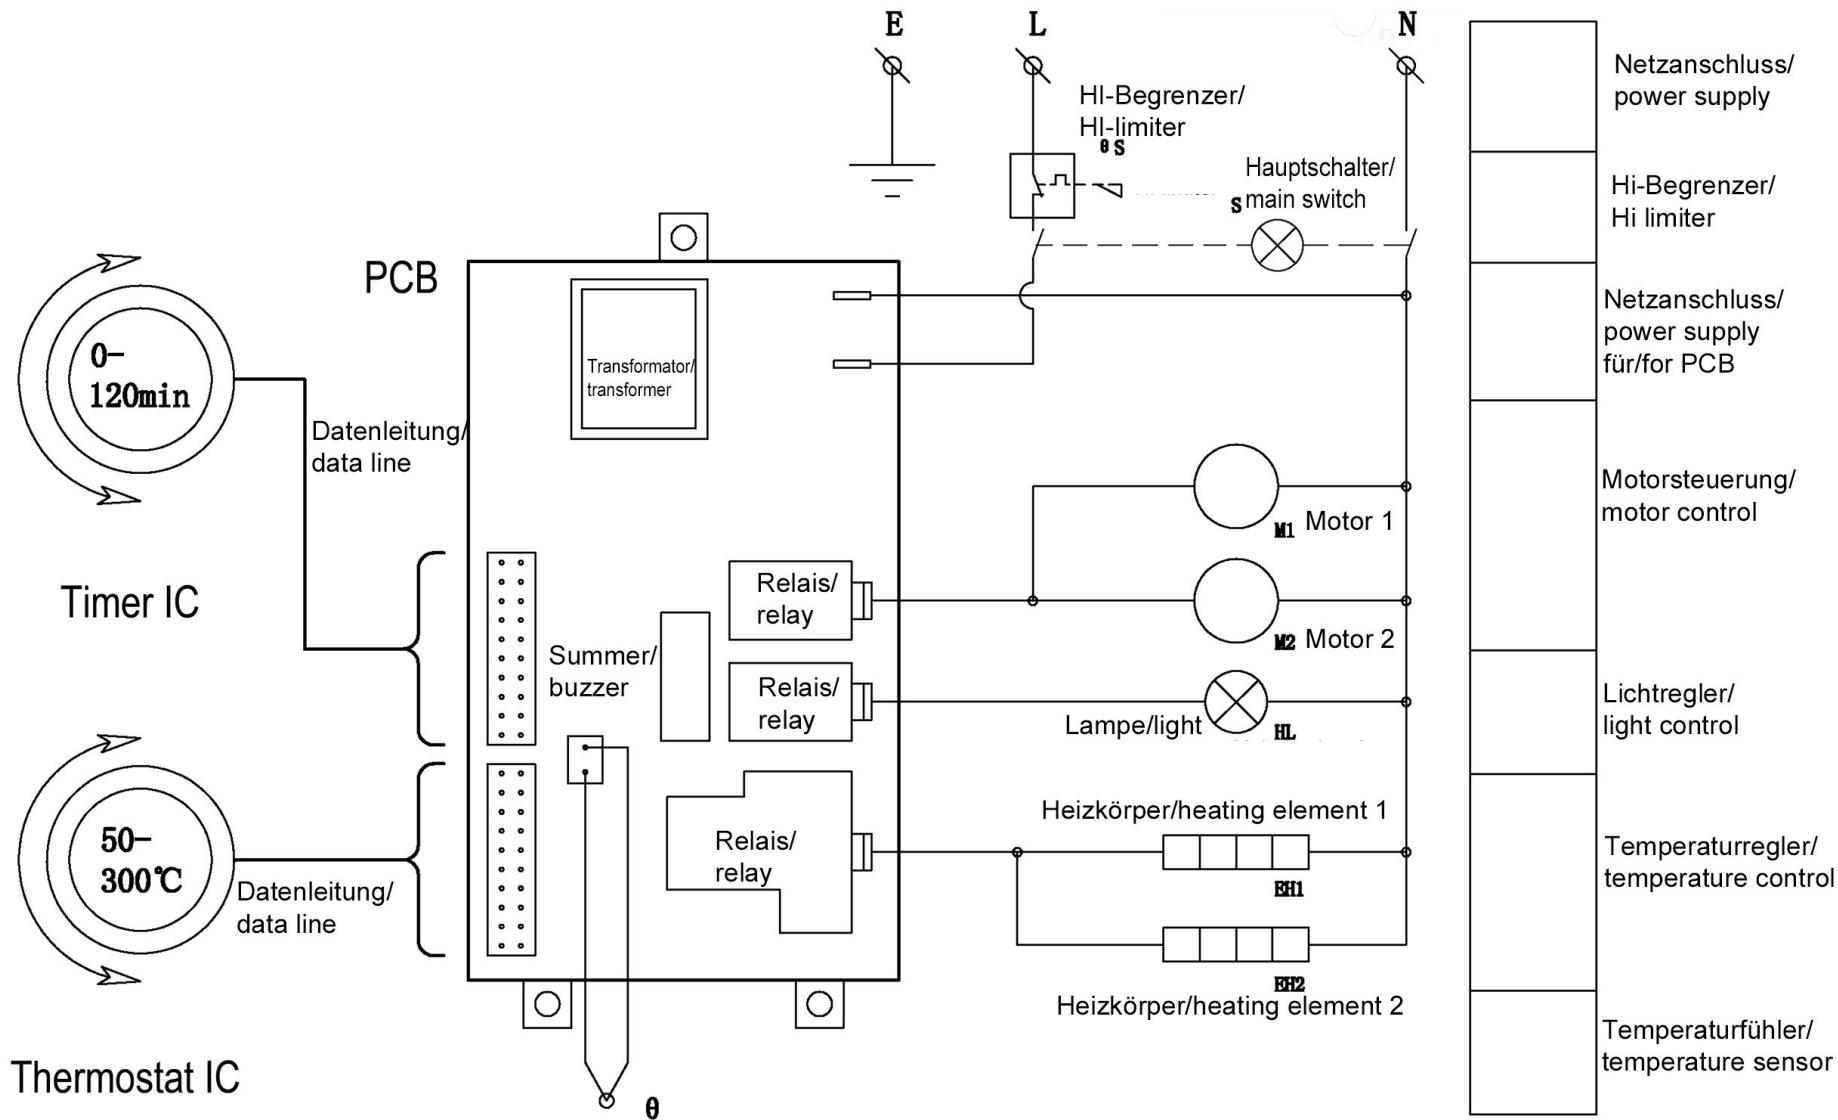 E
L
N
Netzanschluss/
power supply
HI-Begrenzer/
HI-limiter
θS
Hauptschalter/
main switch
S
Hi-Begrenzer/
Hi limiter
PCB
Netzanschluss/
power supply
für/for PCB
0-
120min
Transformator/
transformer
Datenleitung/
data line
Motor 1
M1
Motorsteuerung/
motor control
Timer IC
Relais/
relay
Motor 2
M2
Summer/
buzzer
Relais/
relay
Lampe/light
HL
Lichtregler/
light control
50-
300℃
Datenleitung/
data line
Relais/
relay
Heizkörper/heating element 1
EH1
Temperaturregler/
temperature control
EH2
Heizkörper/heating element 2
Temperaturfühler/
temperature sensor
Thermostat IC
θ